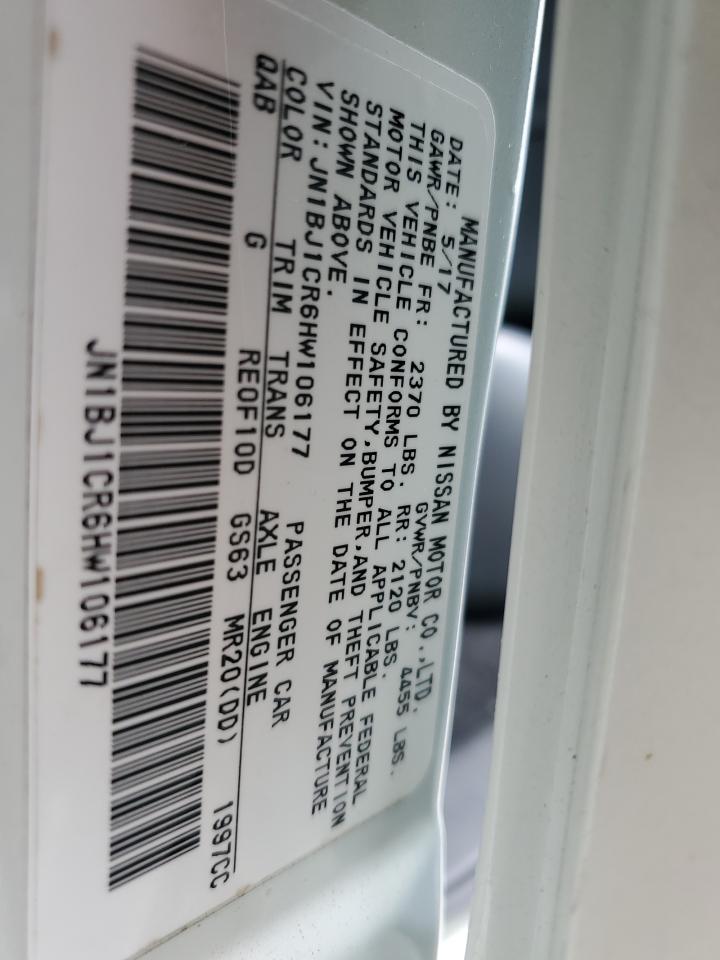 MANUFACTURED BY NISSAN MOTOR CO.,LTD.
DATE: 5/17 GVWR/PNBV: 4455 LBS.
GAWR/PNBE FR: 2370 LBS. RR: 2120 LBS.
THIS VEHICLE CONFORMS TO ALL APPLICABLE FEDERAL
MOTOR VEHICLE SAFETY,BUMPER,AND THEFT PREVENTION
STANDARDS IN EFFECT ON THE DATE OF MANUFACTURE
SHOWN ABOVE.
VIN:JN1BJ1CR6HW106177 PASSENGER CAR
COLOR TRIM TRANS AXLE ENGINE
QAB G RE0F10D GS63 MR20(DD) 1997CC
JN1BJ1CR6HW106177